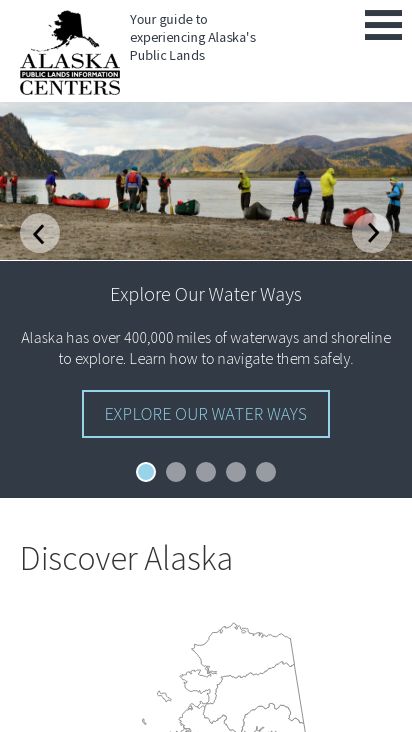 ALASKA
PUBLIC LANDS INFORMATION
CENTERS
Your guide to
experiencing Alaska's
Public Lands
Explore Our Water Ways
Alaska has over 400,000 miles of waterways and shoreline
to explore. Learn how to navigate them safely.
EXPLORE OUR WATER WAYS
Discover Alaska